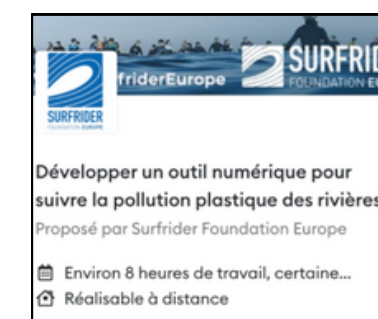 SURFRID
friderEurope
FOUNDATION EU
SURFRIDER
FOUNDATION EUROPE
Développer un outil numérique pour
suivre la pollution plastique des rivières
Proposé par Surfrider Foundation Europe
Environ 8 heures de travail, certaine...
Réalisable à distance